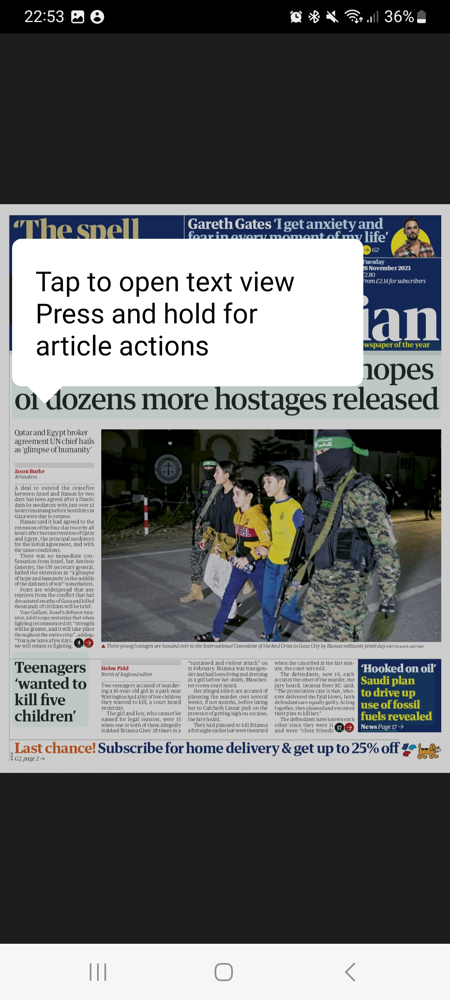 22:53
36%
‘The spell
Gareth Gates ‘I get anxiety and
fear in every moment of my life’
G2
Tuesday
28 November 2023
£2.80
From £2.14 for subscribers
Tap to open text view
Press and hold for
article actions
ian
wspaper of the year
hopes
of dozens more hostages released
Qatar and Egypt broker
agreement UN chief hails
as ‘glimpse of humanity’
Jason Burke
Jerusalem
A deal to extend the ceasefire
between Israel and Hamas by two
days has been agreed after a frantic
dash by mediators with just over 12
hours remaining before hostilities in
Gaza were due to resume.
Hamas said it had agreed to the
extension of the four-day truce by 48
hours after the intervention of Qatar
and Egypt, the principal mediators
for the initial agreement, and with
the same conditions.
There was no immediate con-
firmation from Israel, but António
Guterres, the UN secretary general,
hailed the extension as “a glimpse
of hope and humanity in the middle
of the darkness of war” nonetheless.
Fears are widespread that any
reprieve from the conflict that has
devastated swaths of Gaza and killed
thousands of civilians will be brief.
Yoav Gallant, Israel’s defence min-
ister, told troops yesterday that when
fighting recommenced its “strength
will be greater, and it will take place
throughout the entire strip”, adding:
“You now have a few days,
we will return to fighting,
4
▲ Three young hostages are handed over to the International Committee of the Red Cross in Gaza City by Hamas militants yesterday PHOTOGRAPH: REUTERS
Teenagers
‘wanted to
kill five
children’
Helen Pidd
North of England editor
Two teenagers accused of murder-
ing a 16-year-old girl in a park near
Warrington had a list of five children
they wanted to kill, a court heard
yesterday.
The girl and boy, who cannot be
named for legal reasons, were 15
when one or both of them allegedly
stabbed Brianna Ghey 28 times in a
“sustained and violent attack” on
11 February. Brianna was transgen-
der and had been living and dressing
as a girl before her death, Manches-
ter crown court heard.
Her alleged killers are accused of
planning the murder over several
weeks, if not months, before luring
her to Culcheth Linear park on the
pretence of getting high on cocaine,
the jury heard.
They had planned to kill Brianna
a fortnight earlier but were thwarted
when she cancelled at the last min-
ute, the court was told.
The defendants, now 16, each
accuses the other of the murder, the
jury heard. Deanna Heer KC said:
“The prosecution case is that, who-
ever delivered the fatal blows, both
defendants are equally guilty. Acting
together, they planned and executed
their plan to kill her.”
The defendants have known each
other since they were 11
and were “close friends
17
‘Hooked on oil’
Saudi plan
to drive up
use of fossil
fuels revealed
News Page 17 →
Last chance! Subscribe for home delivery & get up to 25% off
G2, page 2 →